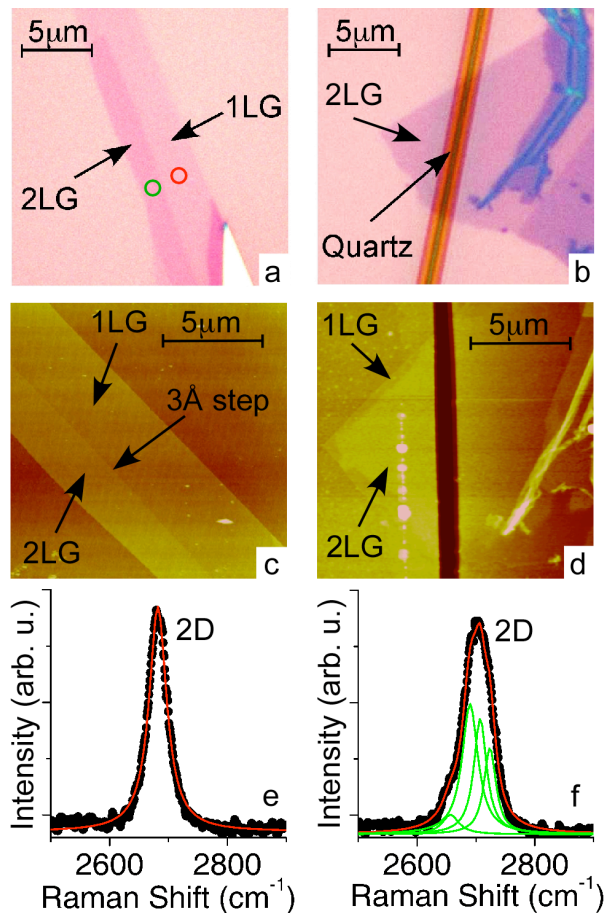 5μm
1LG
2LG
a
5μm
2LG
Quartz
b
1LG
5μm
3Å step
2LG
c
1LG
5μm
2LG
d
2D
Intensity (arb. u.)
e
2600 2800
Raman Shift (cm⁻¹)
2D
Intensity (arb. u.)
f
2600 2800
Raman Shift (cm⁻¹)